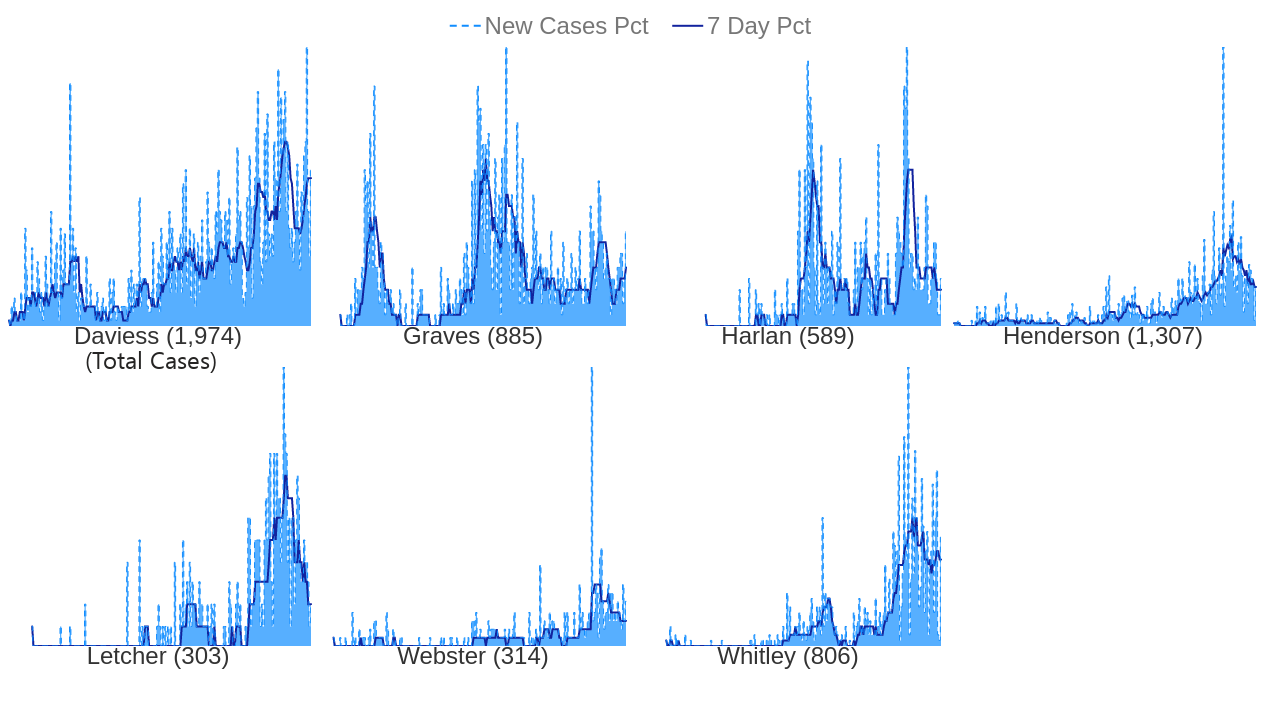 New Cases Pct 7 Day Pct
Daviess (1,974) Graves (885) Harlan (589) Henderson (1,307)
(Total Cases)
Letcher (303) Webster (314) Whitley (806)